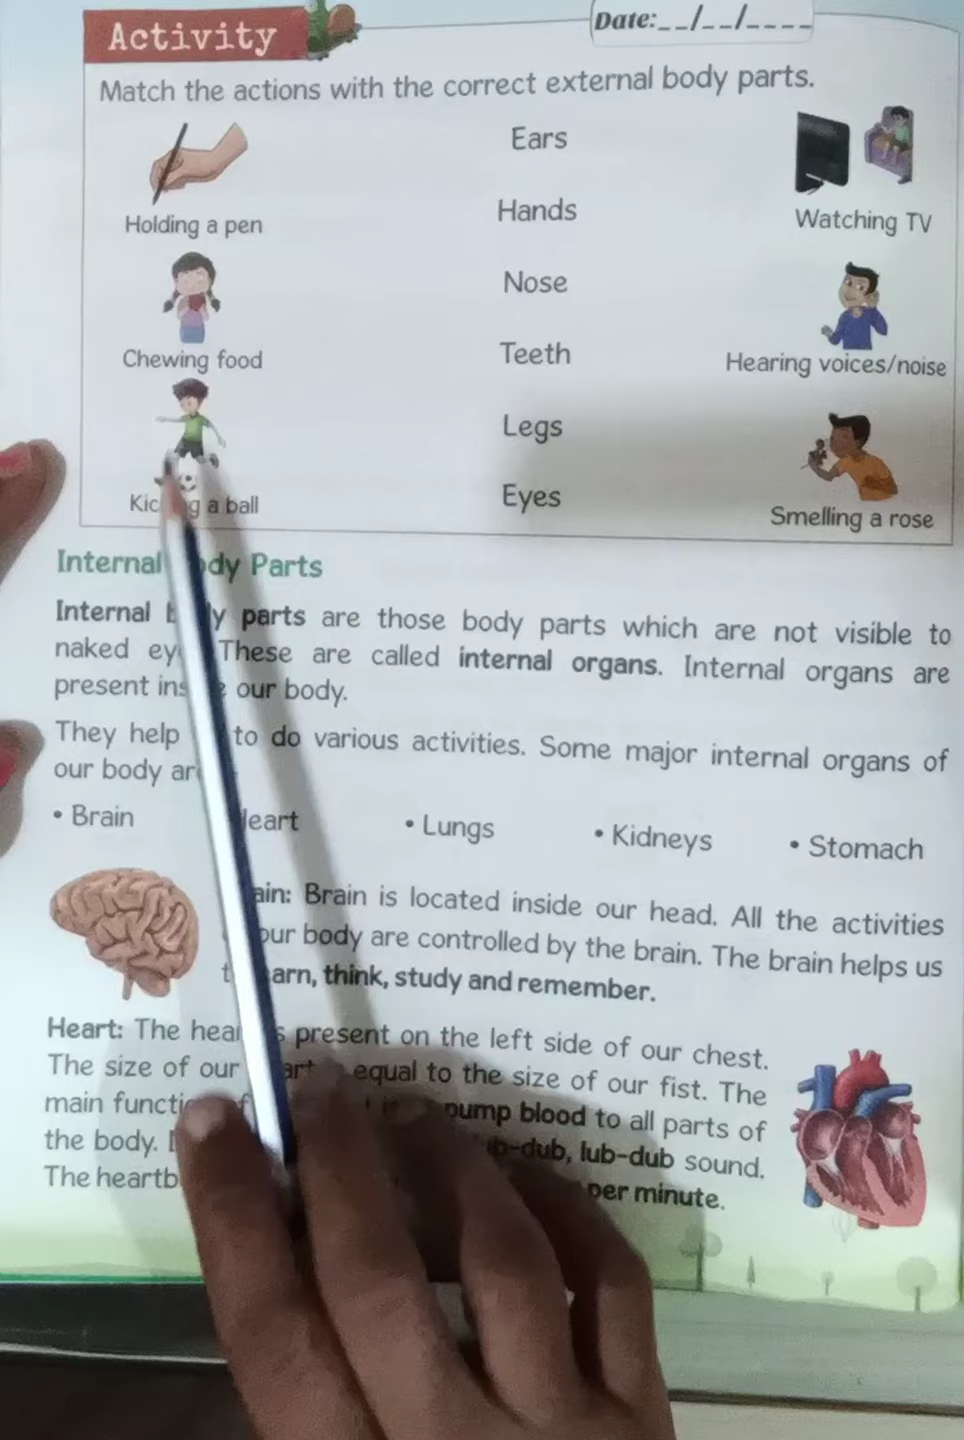 Activity
Date:__/__/____
Match the actions with the correct external body parts.
Ears
Holding a pen
Hands
Watching TV
Nose
Chewing food
Teeth
Hearing voices/noise
Legs
Kic g a ball
Eyes
Smelling a rose
Internal dy Parts
Internal b y parts are those body parts which are not visible to
naked ey These are called internal organs. Internal organs are
present ins e our body.
They help to do various activities. Some major internal organs of
our body ar
• Brain
eart
• Lungs
• Kidneys
• Stomach
ain: Brain is located inside our head. All the activities
our body are controlled by the brain. The brain helps us
t arn, think, study and remember.
Heart: The hea s present on the left side of our chest.
The size of our art equal to the size of our fist. The
main functi f pump blood to all parts of
the body. b-dub, lub-dub sound.
The heartb per minute.